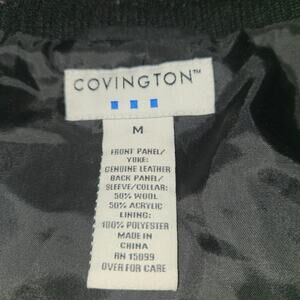 COVINGTON™
M
FRONT PANEL/
YOKE:
GENUINE LEATHER
BACK PANEL/
SLEEVE/COLLAR:
50% WOOL
50% ACRYLIC
LINING:
100% POLYESTER
MADE IN
CHINA
RN 15099
OVER FOR CARE